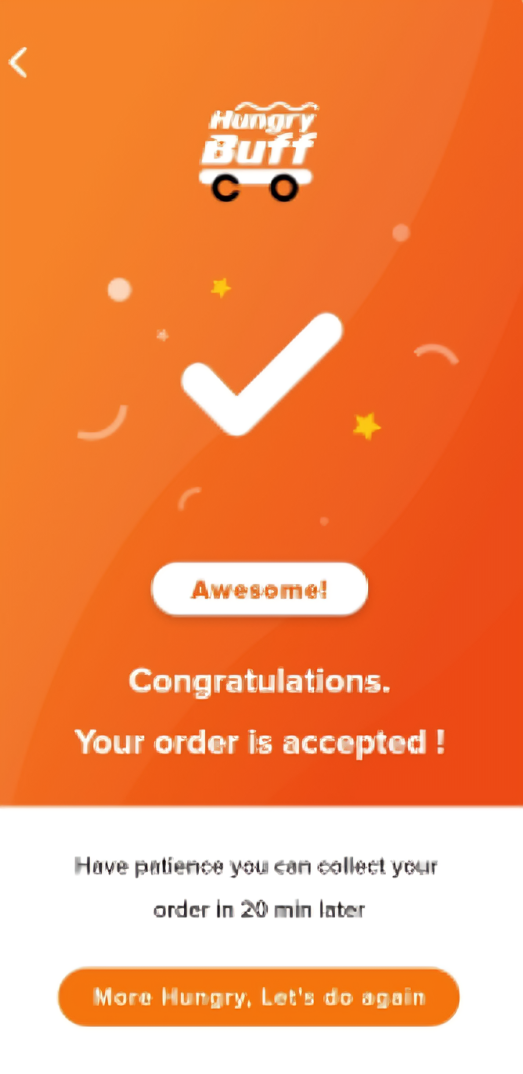 Hungry
Buff
Awesome!
Congratulations.
Your order is accepted !
Have patience you can collect your
order in 20 min later
More Hungry, Let's do again